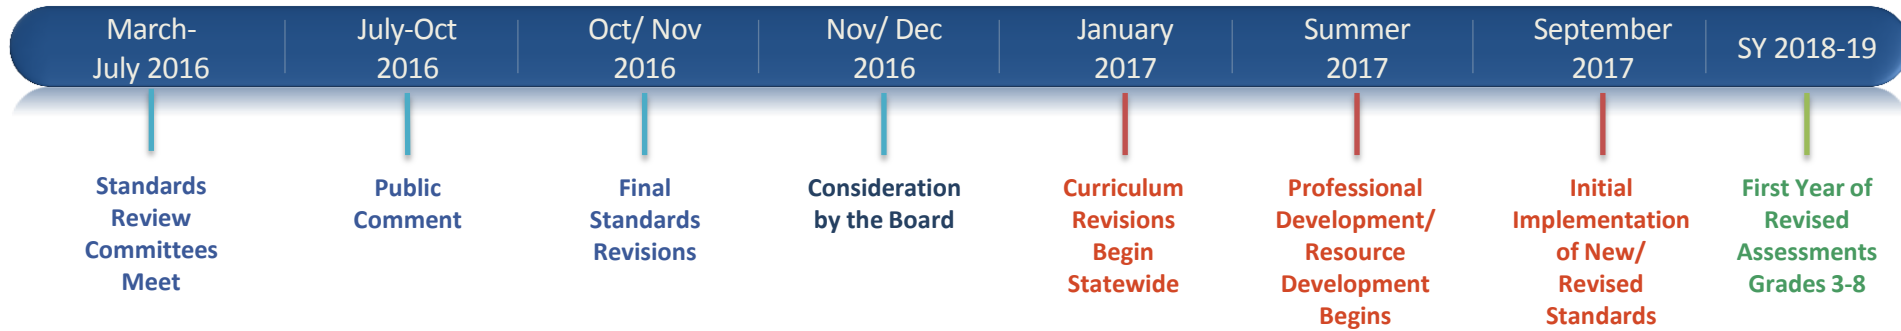 March-
July 2016
July-Oct
2016
Oct/ Nov
2016
Nov/ Dec
2016
January
2017
Summer
2017
September
2017
SY 2018-19
Standards
Review
Committees
Meet
Public
Comment
Final
Standards
Revisions
Consideration
by the Board
Curriculum
Revisions
Begin
Statewide
Professional
Development/
Resource
Development
Begins
Initial
Implementation
of New/
Revised
Standards
First Year of
Revised
Assessments
Grades 3-8